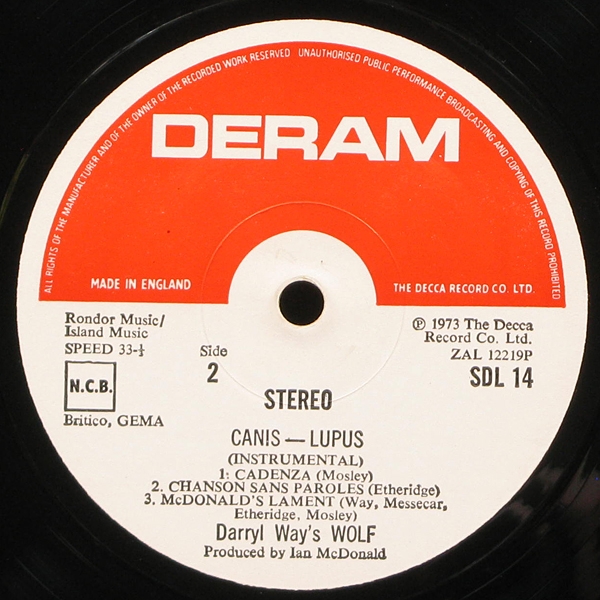 ALL RIGHTS OF THE MANUFACTURER AND OF THE OWNER OF THE RECORDED WORK RESERVED UNAUTHORISED PUBLIC PERFORMANCE BROADCASTING AND COPYING OF THIS RECORD PROHIBITED
DERAM
MADE IN ENGLAND
THE DECCA RECORD CO. LTD.
Rondor Music/
Island Music
SPEED 33-⅓
N.C.B.
Britico, GEMA
Side
2
℗ 1973 The Decca
Record Co. Ltd.
ZAL 12219P
SDL 14
STEREO
CANIS — LUPUS
(INSTRUMENTAL)
1: CADENZA (Mosley)
2. CHANSON SANS PAROLES (Etheridge)
3. McDONALD'S LAMENT (Way, Messecar,
Etheridge, Mosley)
Darryl Way's WOLF
Produced by Ian McDonald